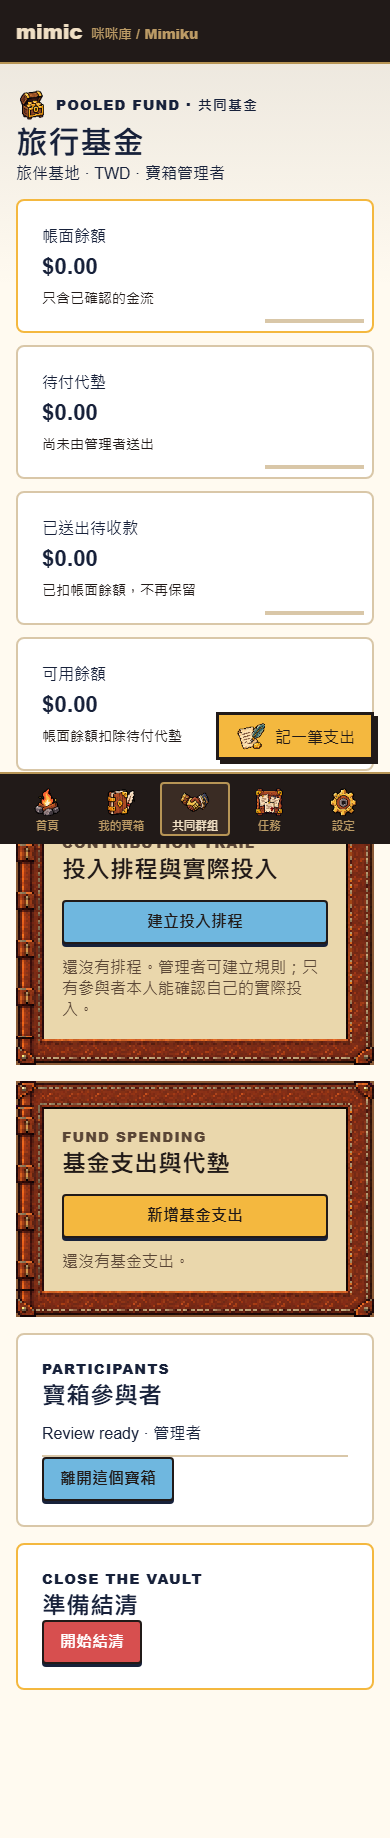 mimic 咪咪庫 / Mimiku
POOLED FUND · 共同基金
旅行基金
旅伴基地 · TWD · 寶箱管理者
帳面餘額
$0.00
只含已確認的金流
待付代墊
$0.00
尚未由管理者送出
已送出待收款
$0.00
已扣帳面餘額，不再保留
可用餘額
$0.00
帳面餘額扣除待付代墊
記一筆支出
首頁
我的寶箱
共同群組
任務
設定
CONTRIBUTION TRAIL
投入排程與實際投入
建立投入排程
還沒有排程。管理者可建立規則；只
有參與者本人能確認自己的實際投
入。
FUND SPENDING
基金支出與代墊
新增基金支出
還沒有基金支出。
PARTICIPANTS
寶箱參與者
Review ready · 管理者
離開這個寶箱
CLOSE THE VAULT
準備結清
開始結清